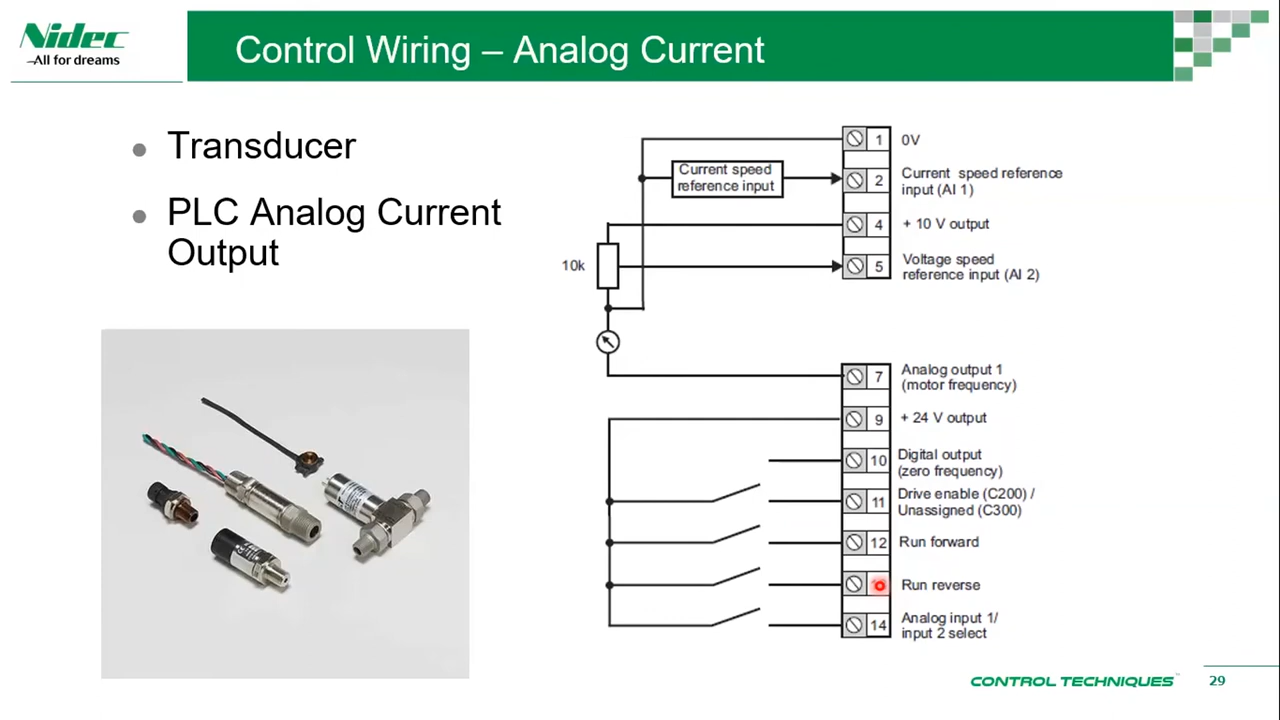 Nidec
All for dreams
Control Wiring – Analog Current
Transducer
PLC Analog Current
Output
1 0V
Current speed
reference input
2 Current speed reference
input (AI 1)
4 + 10 V output
10k
5 Voltage speed
reference input (AI 2)
7 Analog output 1
(motor frequency)
9 + 24 V output
10 Digital output
(zero frequency)
11 Drive enable (C200) /
Unassigned (C300)
12 Run forward
Run reverse
14 Analog input 1/
input 2 select
CONTROL TECHNIQUES™
29